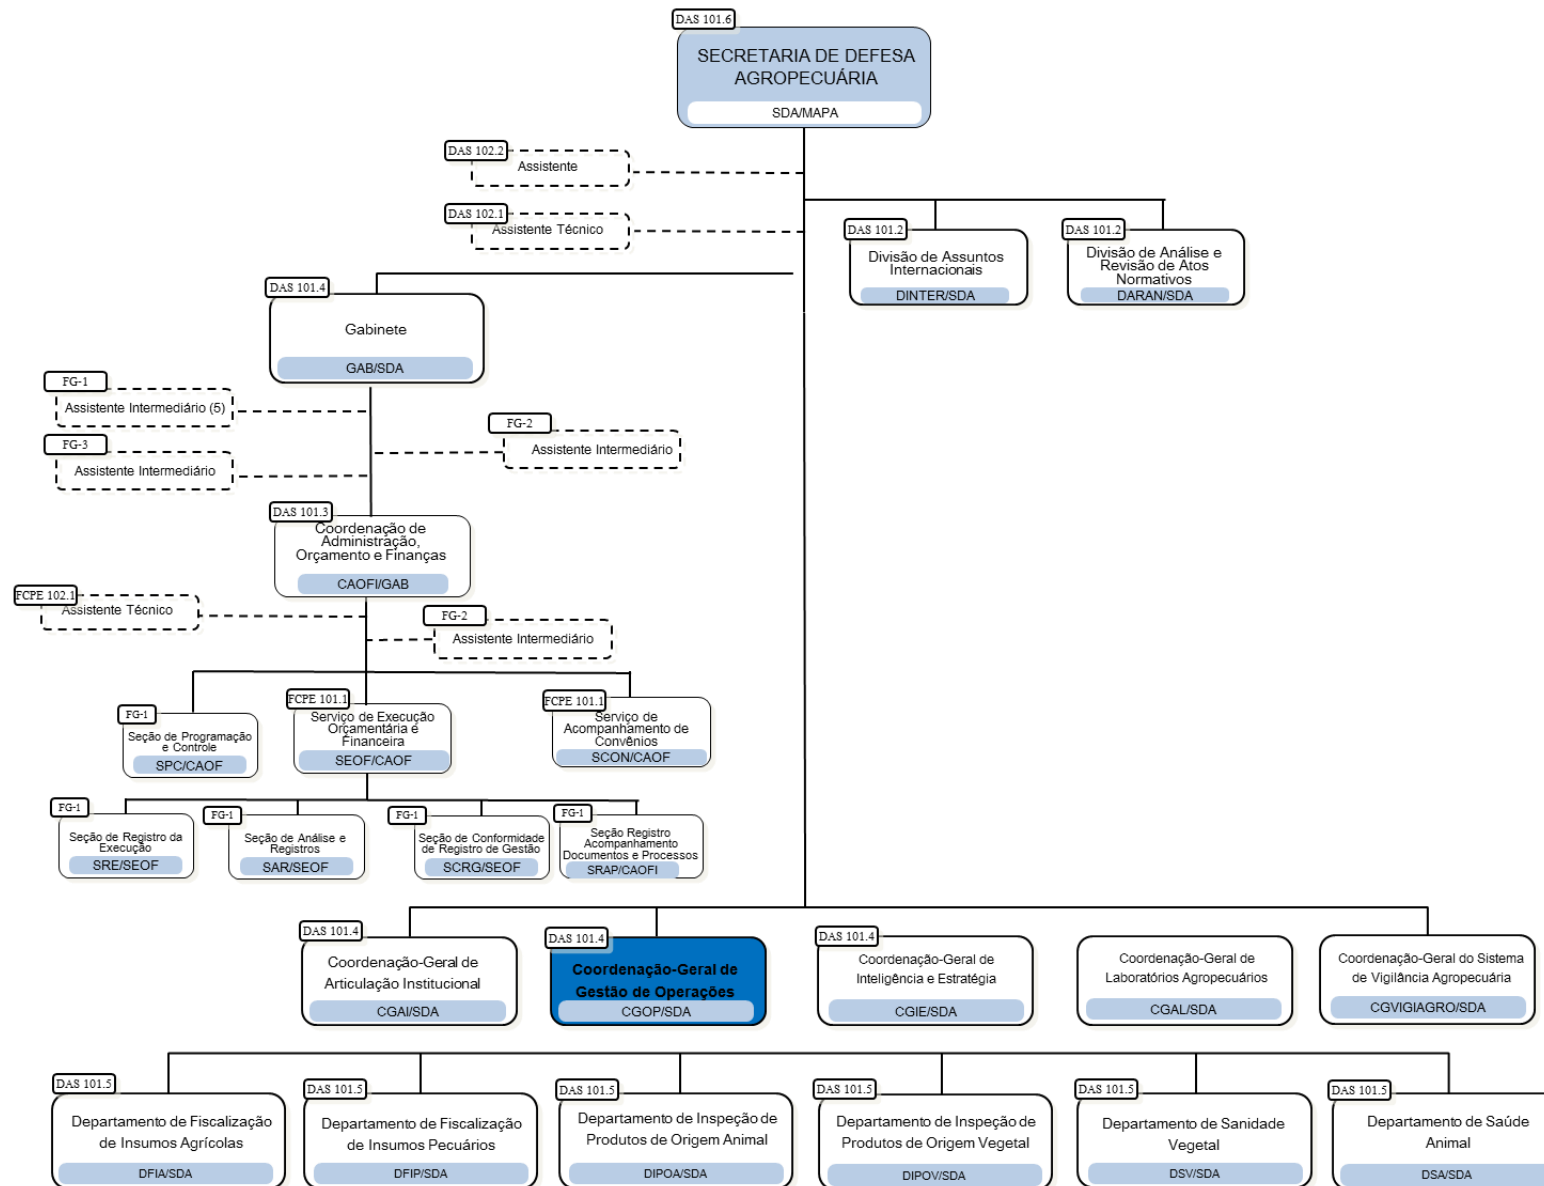 DAS 101.6
SECRETARIA DE DEFESA
AGROPECUÁRIA
SDA/MAPA
DAS 102.2
Assistente
DAS 102.1
Assistente Técnico
DAS 101.2
Divisão de Assuntos
Internacionais
DINTER/SDA
DAS 101.2
Divisão de Análise e
Revisão de Atos
Normativos
DARAN/SDA
DAS 101.4
Gabinete
GAB/SDA
FG-1
Assistente Intermediário (5)
FG-2
Assistente Intermediário
FG-3
Assistente Intermediário
DAS 101.3
Coordenação de
Administração,
Orçamento e Finanças
CAOFI/GAB
FCPE 102.1
Assistente Técnico
FG-2
Assistente Intermediário
FG-1
Seção de Programação
e Controle
SPC/CAOF
FCPE 101.1
Serviço de Execução
Orçamentária e
Financeira
SEOF/CAOF
FCPE 101.1
Serviço de
Acompanhamento de
Convênios
SCON/CAOF
FG-1
Seção de Registro da
Execução
SRE/SEOF
FG-1
Seção de Análise e
Registros
SAR/SEOF
FG-1
Seção de Conformidade
de Registro de Gestão
SCRG/SEOF
FG-1
Seção Registro
Acompanhamento
Documentos e Processos
SRAP/CAOFI
DAS 101.4
Coordenação-Geral de
Articulação Institucional
CGAI/SDA
DAS 101.4
Coordenação-Geral de
Gestão de Operações
CGOP/SDA
DAS 101.4
Coordenação-Geral de
Inteligência e Estratégia
CGIE/SDA
Coordenação-Geral de
Laboratórios Agropecuários
CGAL/SDA
Coordenação-Geral do Sistema
de Vigilância Agropecuária
CGVIGIAGRO/SDA
DAS 101.5
Departamento de Fiscalização
de Insumos Agrícolas
DFIA/SDA
DAS 101.5
Departamento de Fiscalização
de Insumos Pecuários
DFIP/SDA
DAS 101.5
Departamento de Inspeção de
Produtos de Origem Animal
DIPOA/SDA
DAS 101.5
Departamento de Inspeção de
Produtos de Origem Vegetal
DIPOV/SDA
DAS 101.5
Departamento de Sanidade
Vegetal
DSV/SDA
DAS 101.5
Departamento de Saúde
Animal
DSA/SDA